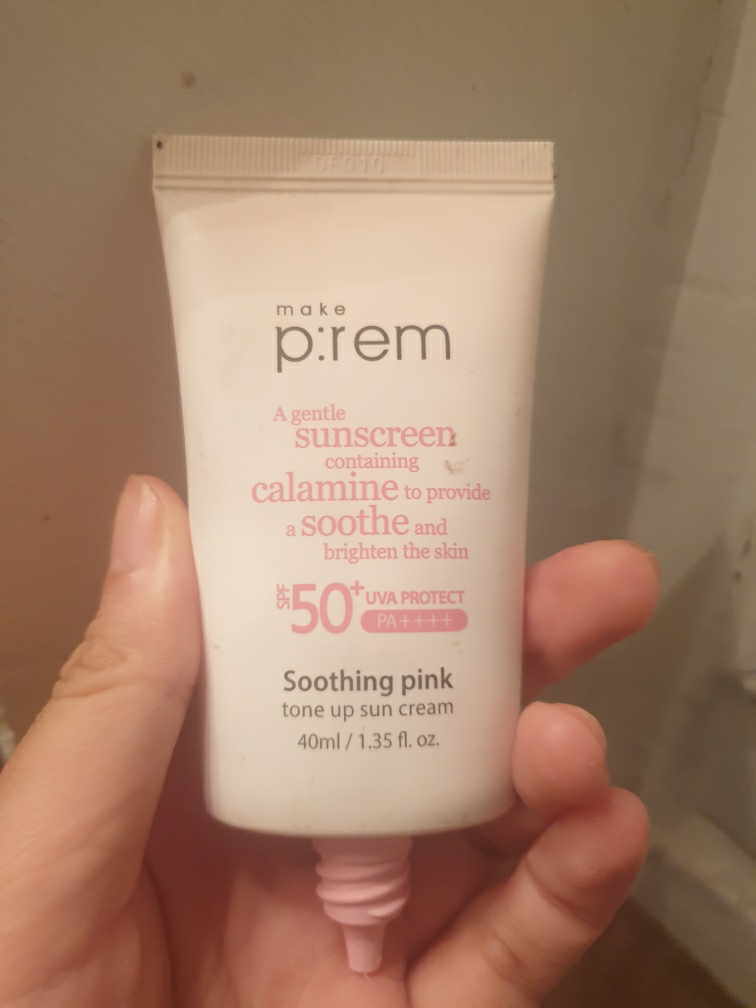 make
p:rem
A gentle
sunscreen
containing
calamine to provide
a soothe and
brighten the skin
SPF 50+ UVA PROTECT
PA++++
Soothing pink
tone up sun cream
40ml / 1.35 fl. oz.